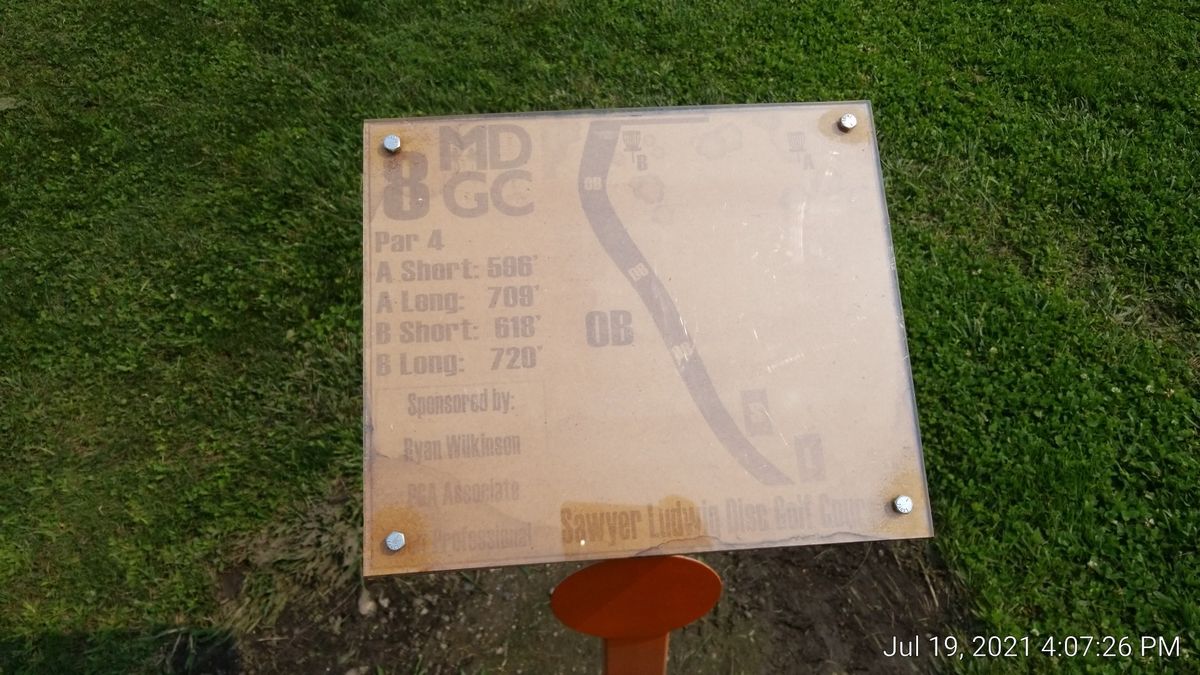 8
MD
GC
Par 4
A Short: 596'
A Long: 709'
B Short: 618'
B Long: 720'
Sponsored by:
Ryan Wilkinson
PGA Associate
Professional
B
A
OB
OB
OB
S
L
Sawyer Ludwig Disc Golf Course
Jul 19, 2021 4:07:26 PM